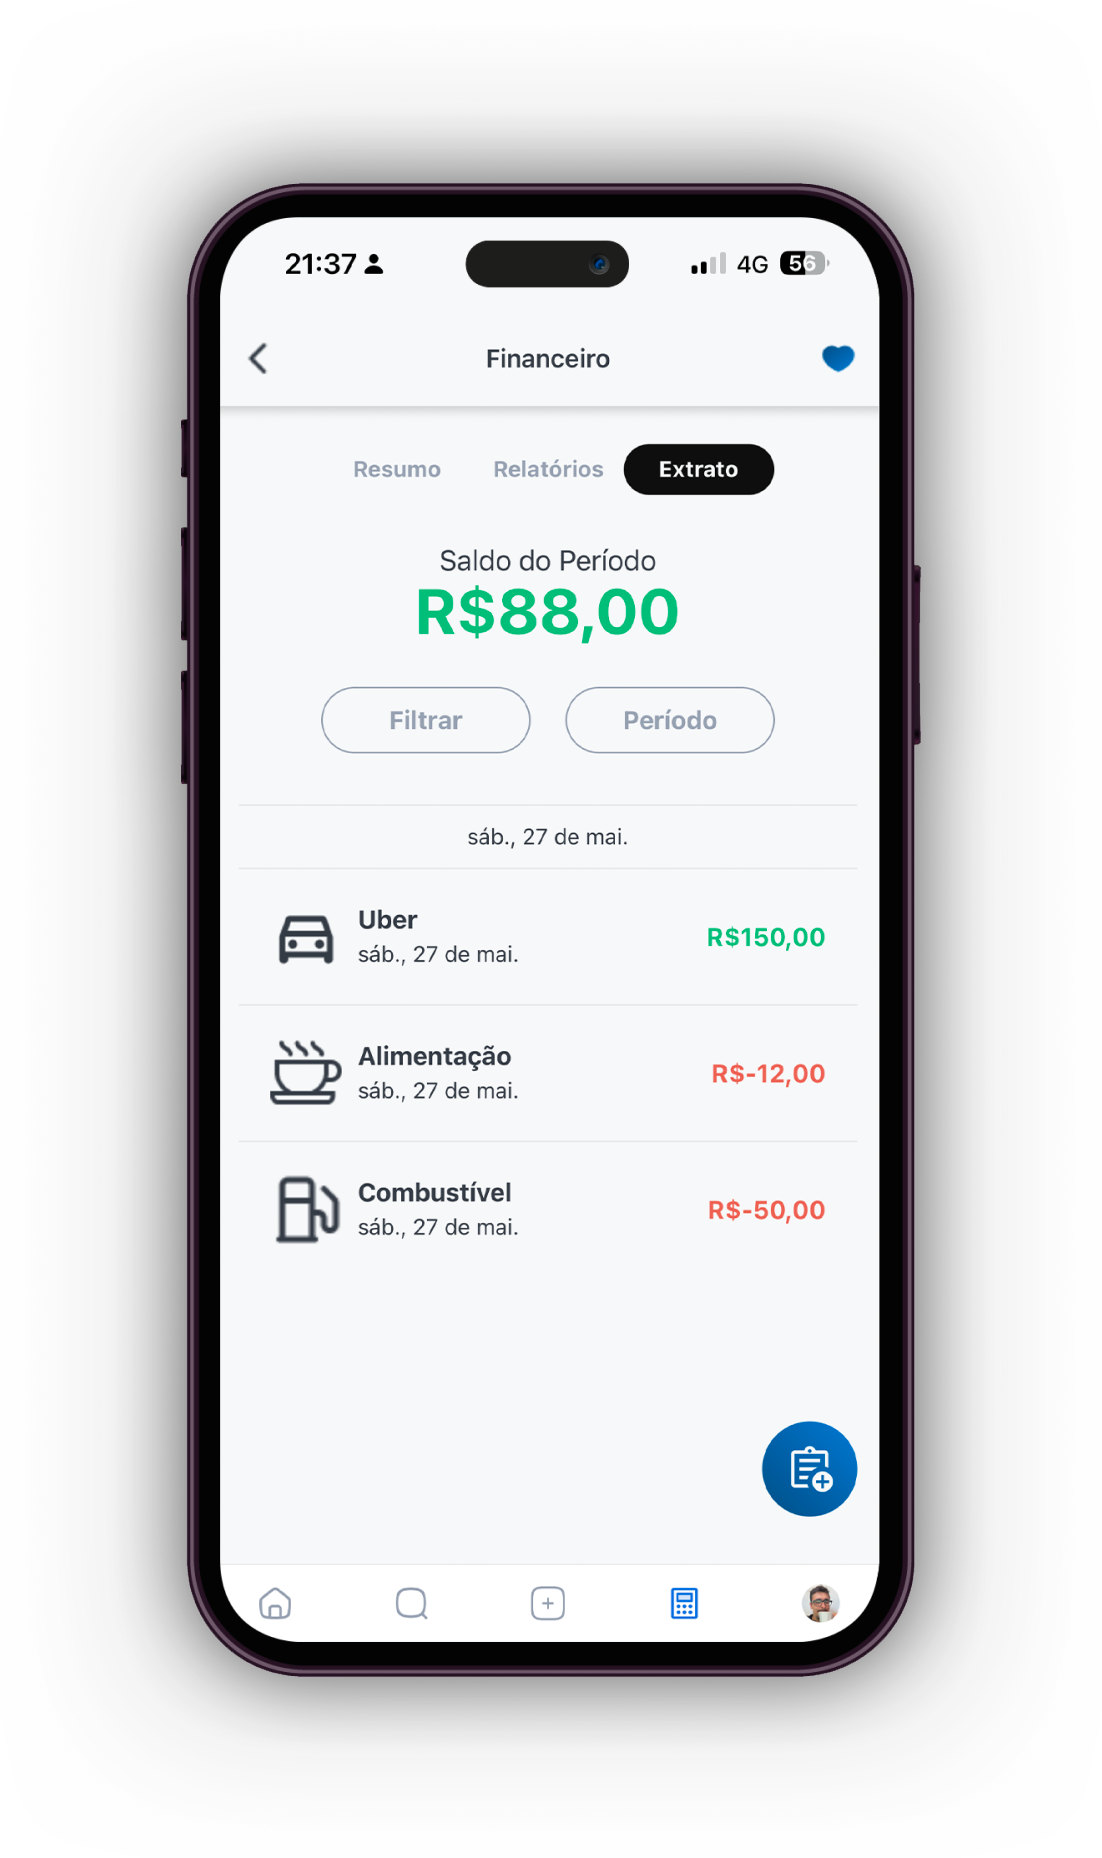 21:37
4G
56
Financeiro
Resumo
Relatórios
Extrato
Saldo do Período
R$88,00
Filtrar
Período
sáb., 27 de mai.
Uber
sáb., 27 de mai.
R$150,00
Alimentação
sáb., 27 de mai.
R$-12,00
Combustível
sáb., 27 de mai.
R$-50,00